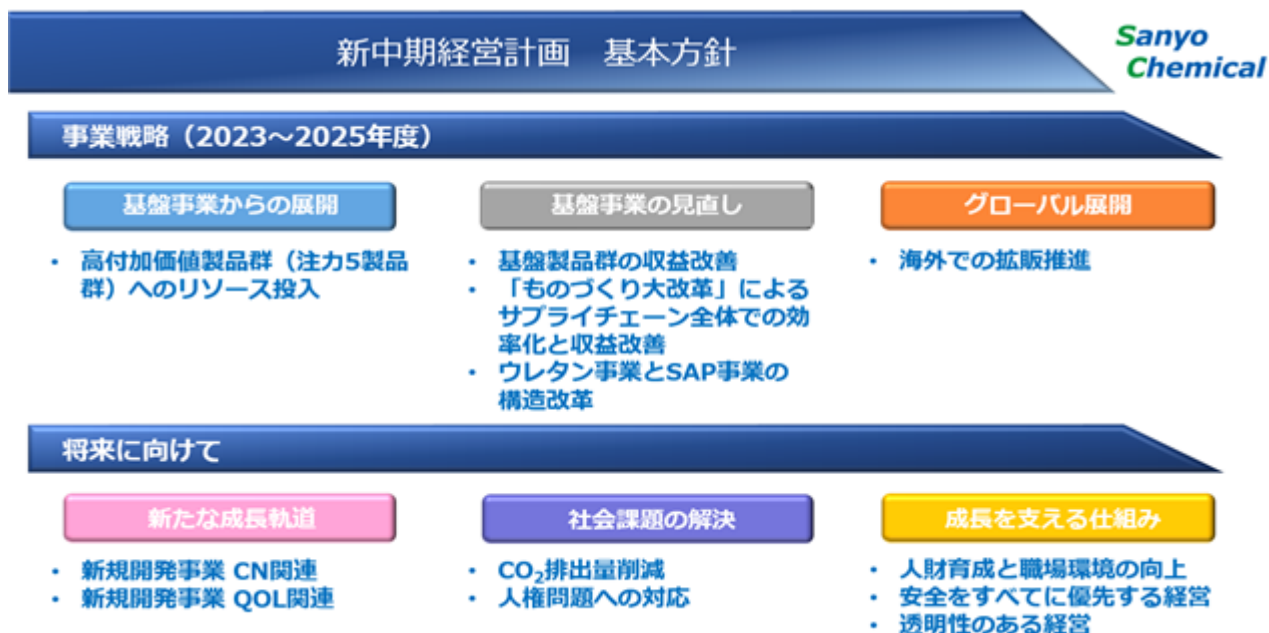 新中期経営計画　基本方針
Sanyo
Chemical
事業戦略（2023～2025年度）
基盤事業からの展開
・ 高付加価値製品群（注力5製品
群）へのリソース投入
基盤事業の見直し
・ 基盤製品群の収益改善
・ 「ものづくり大改革」による
サプライチェーン全体での効
率化と収益改善
・ ウレタン事業とSAP事業の
構造改革
グローバル展開
・ 海外での拡販推進
将来に向けて
新たな成長軌道
・ 新規開発事業 CN関連
・ 新規開発事業 QOL関連
社会課題の解決
・ CO₂排出量削減
・ 人権問題への対応
成長を支える仕組み
・ 人財育成と職場環境の向上
・ 安全をすべてに優先する経営
・ 透明性のある経営